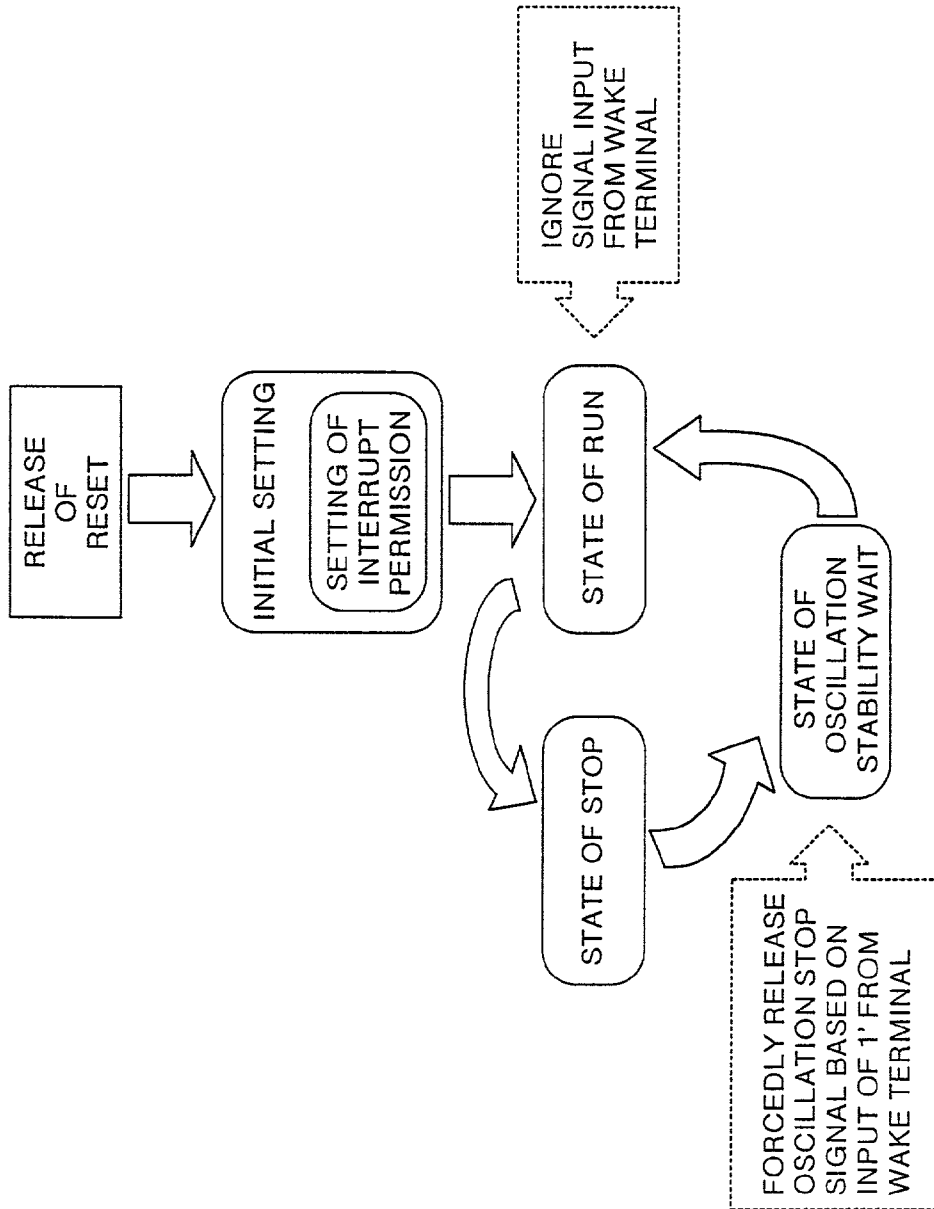 RELEASE
OF
RESET
INITIAL SETTING
SETTING OF
INTERRUPT
PERMISSION
STATE OF STOP
STATE OF RUN
IGNORE
SIGNAL INPUT
FROM WAKE
TERMINAL
STATE OF
OSCILLATION
STABILITY WAIT
FORCEDLY RELEASE
OSCILLATION STOP
SIGNAL BASED ON
INPUT OF 1' FROM
WAKE TERMINAL